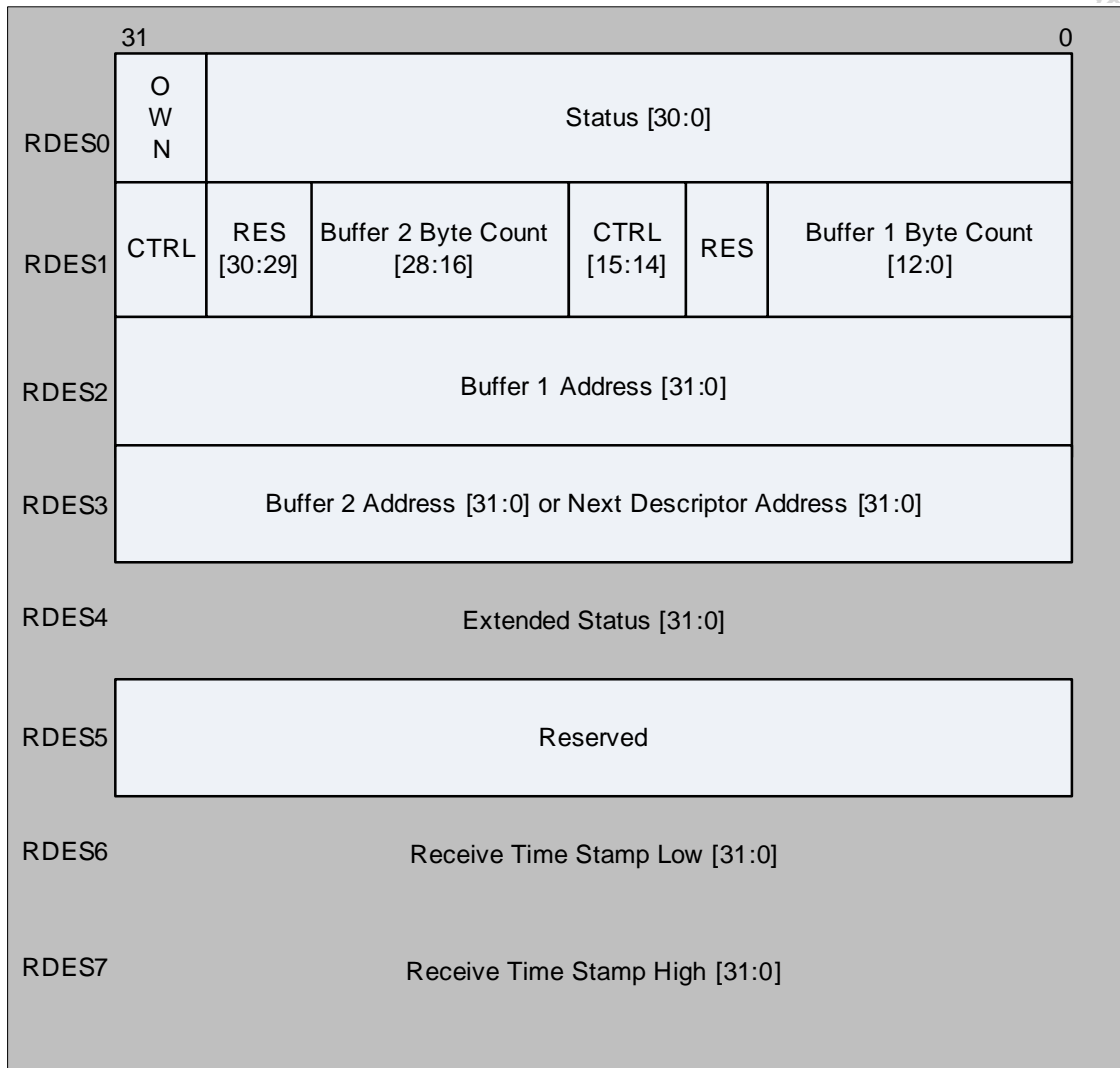 31 0
RDES0
O
W
N
Status [30:0]
RDES1
CTRL
RES
[30:29]
Buffer 2 Byte Count
[28:16]
CTRL
[15:14]
RES
Buffer 1 Byte Count
[12:0]
RDES2
Buffer 1 Address [31:0]
RDES3
Buffer 2 Address [31:0] or Next Descriptor Address [31:0]
RDES4
Extended Status [31:0]
RDES5
Reserved
RDES6
Receive Time Stamp Low [31:0]
RDES7
Receive Time Stamp High [31:0]